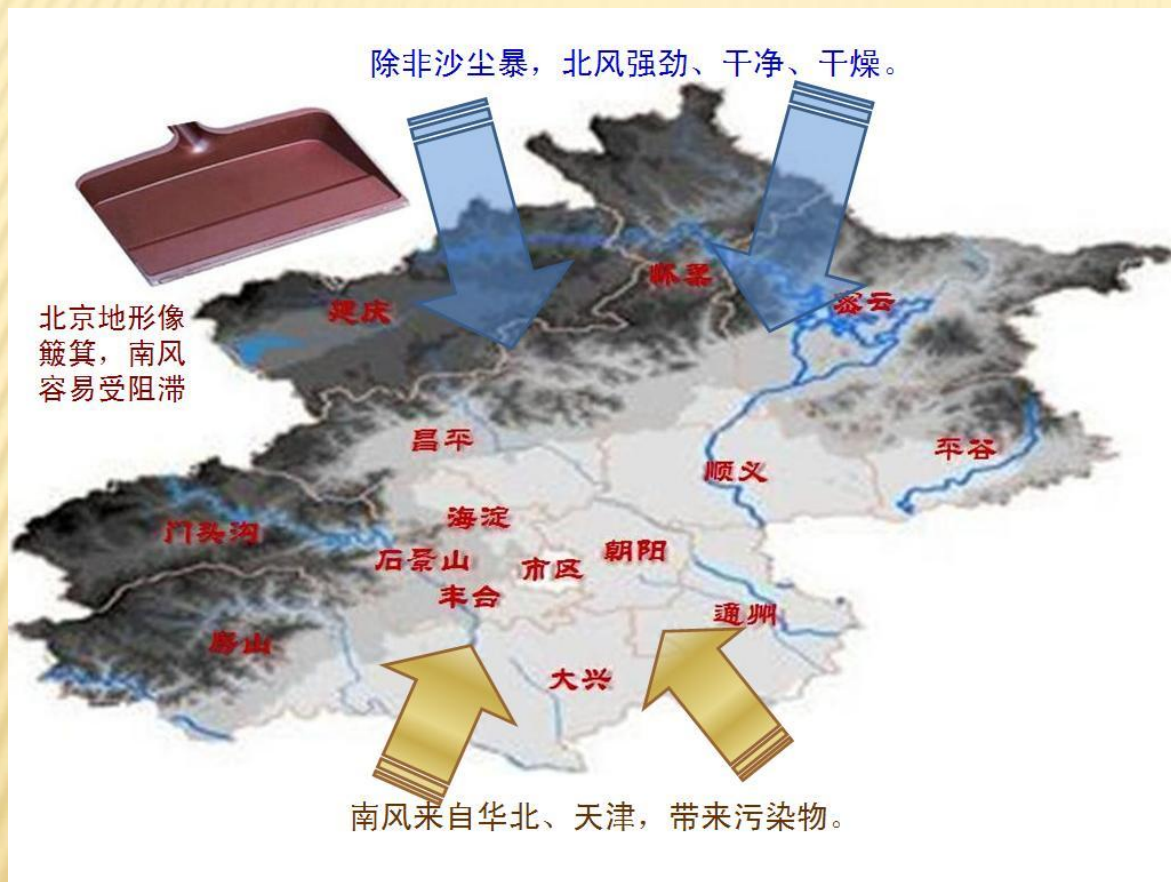 除非沙尘暴，北风强劲、干净、干燥。
北京地形像
簸箕，南风
容易受阻滞
怀柔
密云
延庆
昌平
平谷
顺义
门头沟
海淀
石景山
市区
朝阳
丰台
通州
房山
大兴
南风来自华北、天津，带来污染物。